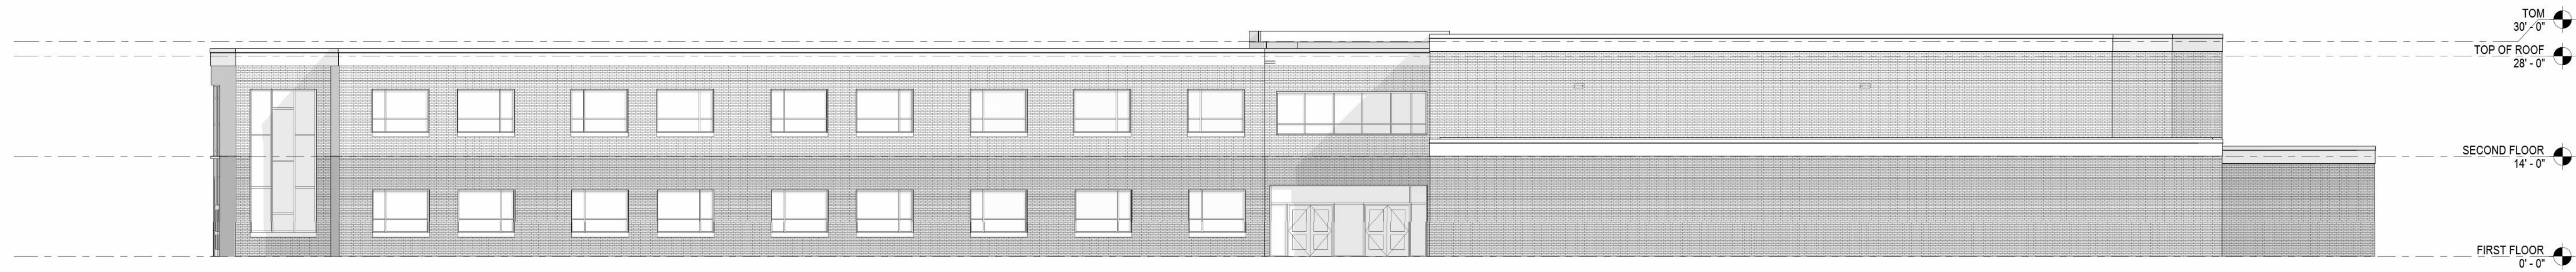 TOM
30' - 0"
TOP OF ROOF
28' - 0"
SECOND FLOOR
14' - 0"
FIRST FLOOR
0' - 0"